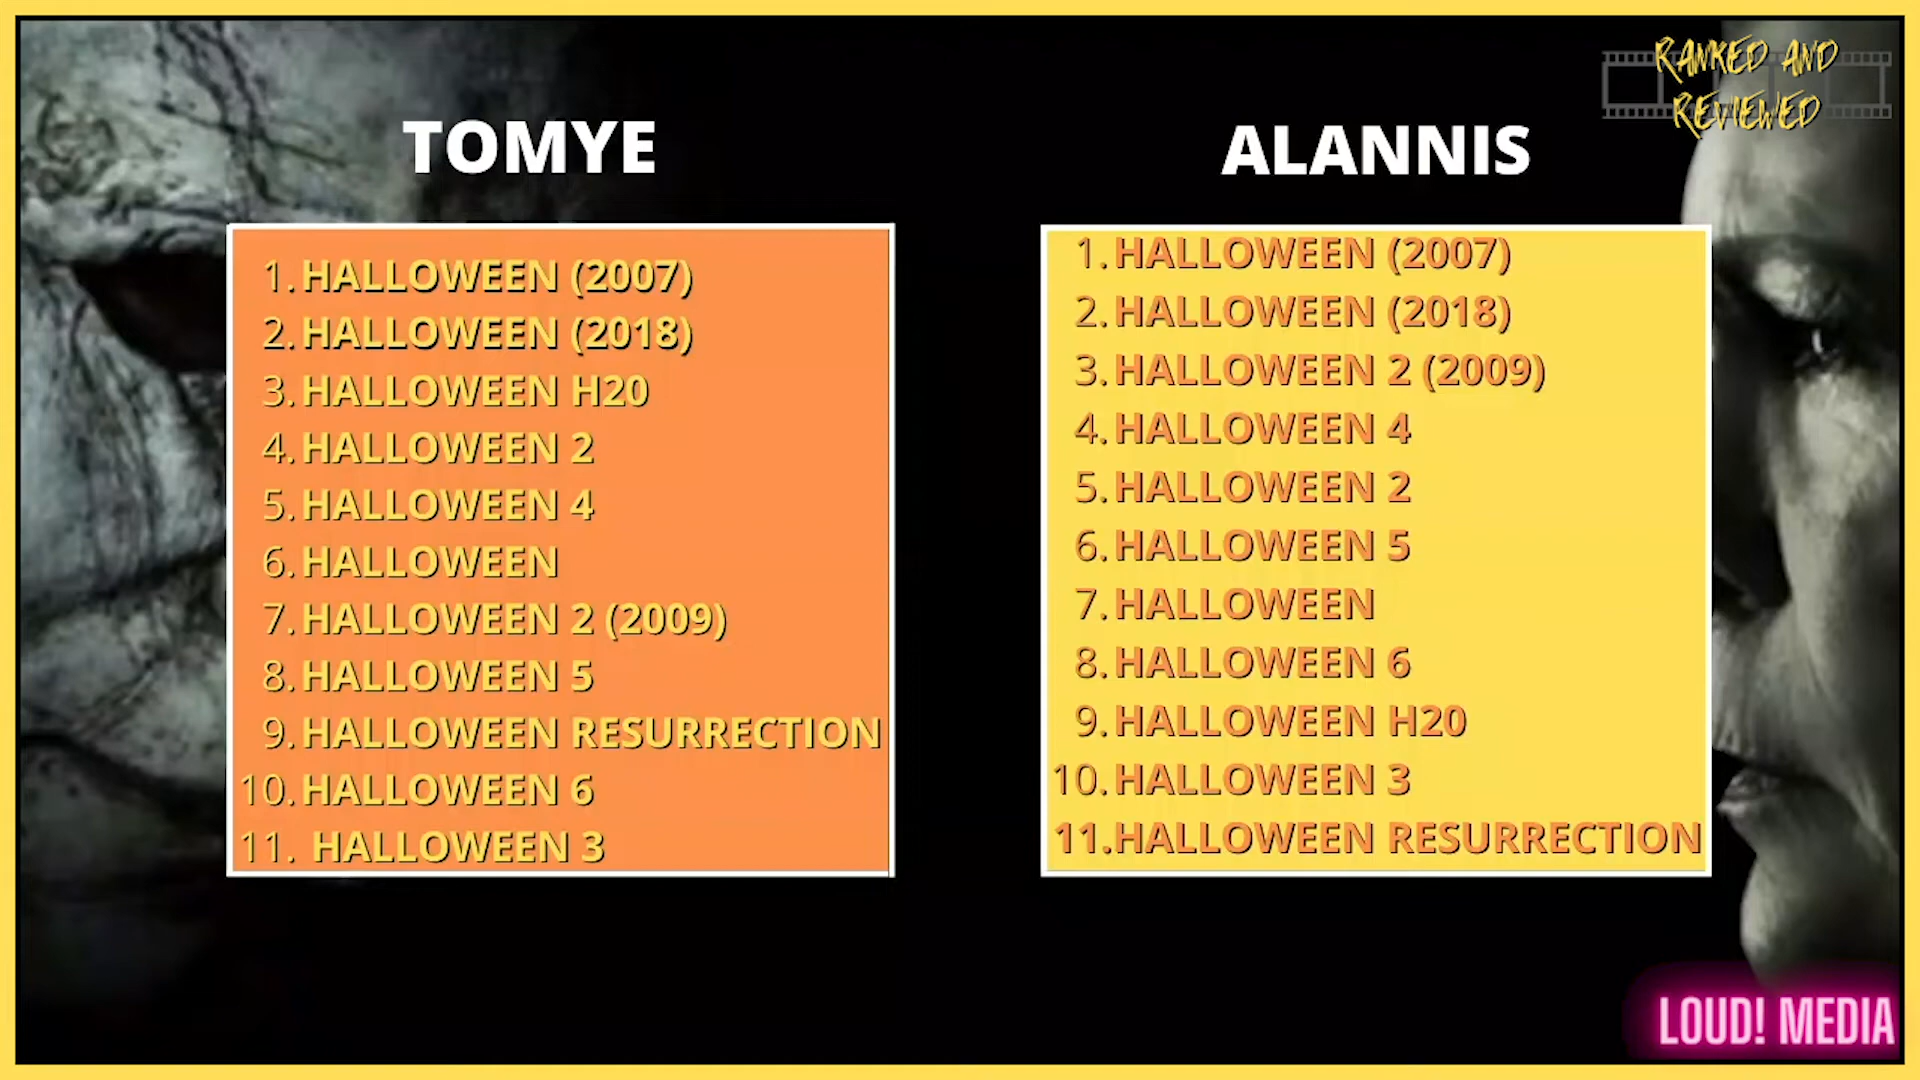 RANKED AND
REVIEWED
TOMYE
1. HALLOWEEN (2007)
2. HALLOWEEN (2018)
3. HALLOWEEN H20
4. HALLOWEEN 2
5. HALLOWEEN 4
6. HALLOWEEN
7. HALLOWEEN 2 (2009)
8. HALLOWEEN 5
9. HALLOWEEN RESURRECTION
10. HALLOWEEN 6
11. HALLOWEEN 3
ALANNIS
1. HALLOWEEN (2007)
2. HALLOWEEN (2018)
3. HALLOWEEN 2 (2009)
4. HALLOWEEN 4
5. HALLOWEEN 2
6. HALLOWEEN 5
7. HALLOWEEN
8. HALLOWEEN 6
9. HALLOWEEN H20
10. HALLOWEEN 3
11. HALLOWEEN RESURRECTION
LOUD! MEDIA